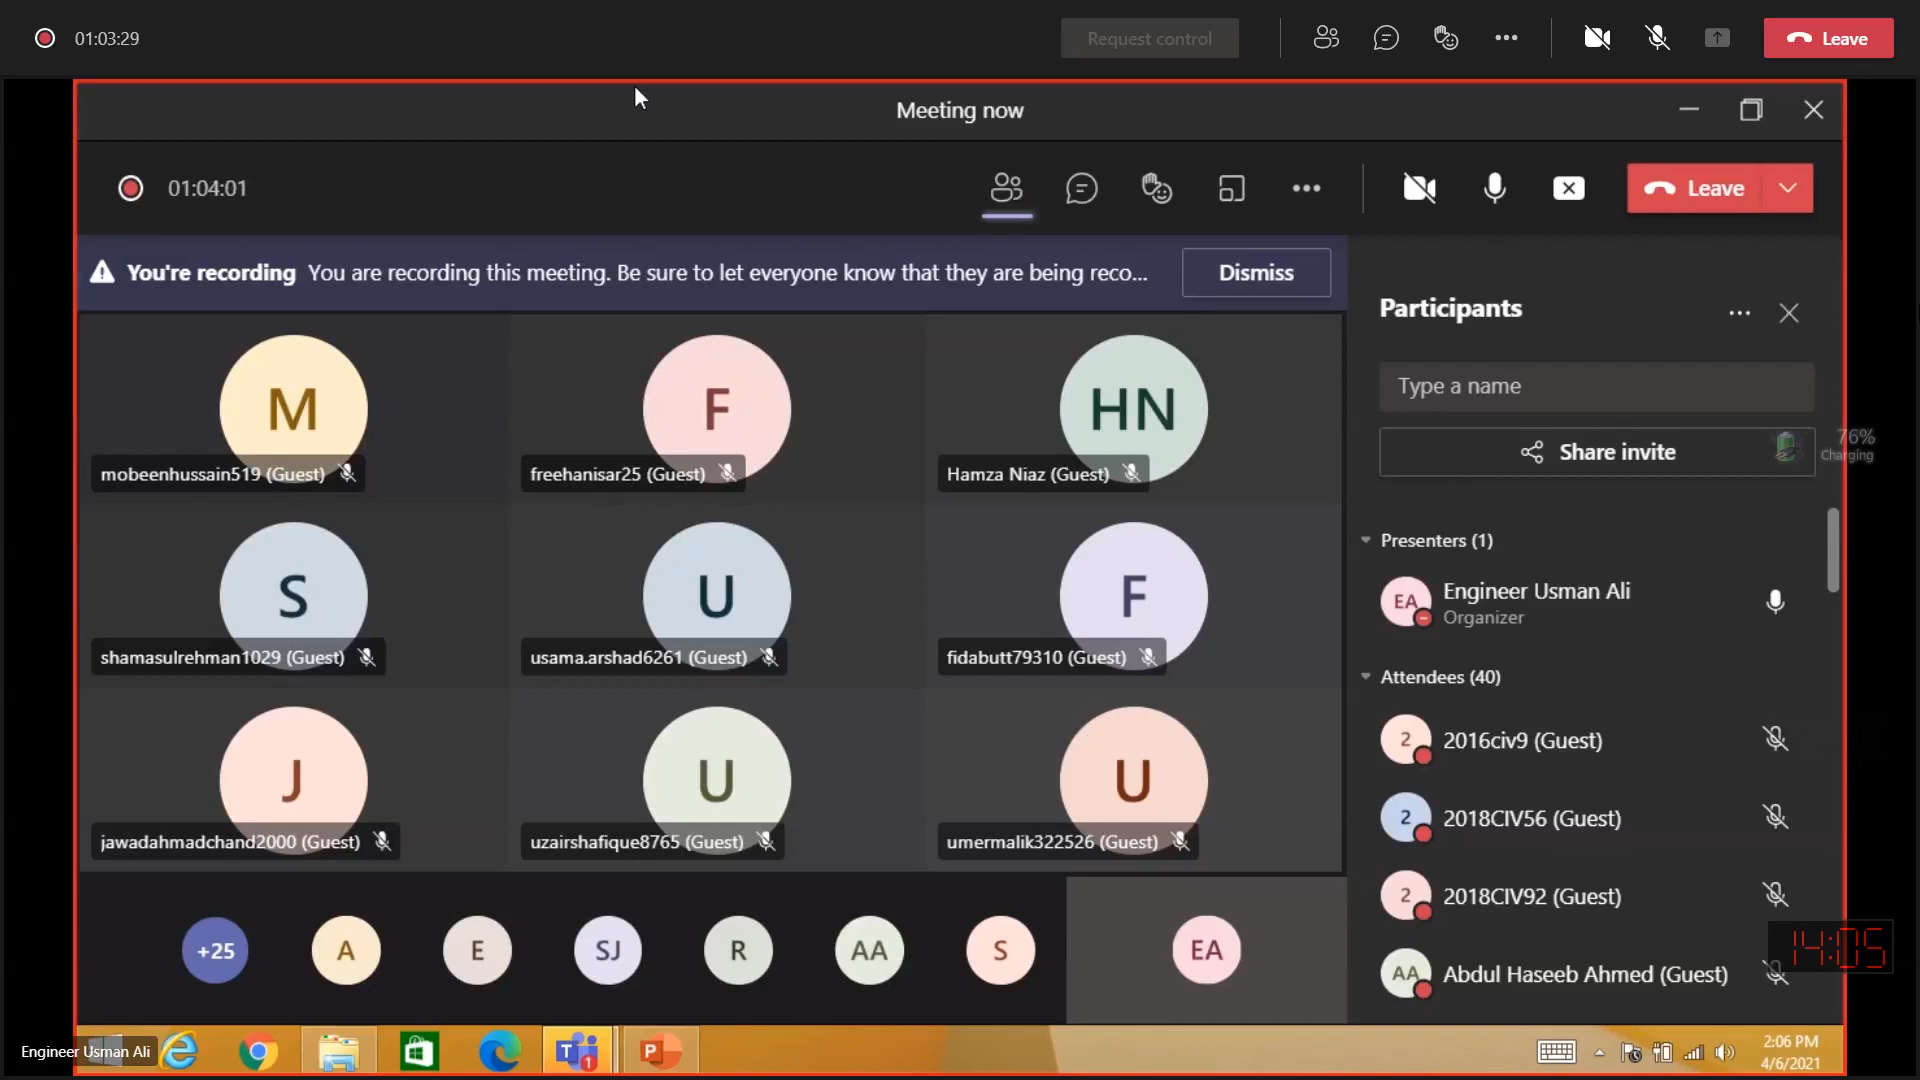 01:03:29
Request control
Leave
Meeting now
01:04:01
Leave
You're recording You are recording this meeting. Be sure to let everyone know that they are being reco...
Dismiss
Participants
Type a name
Share invite
76%
Charging
M
mobeenhussain519 (Guest)
F
freehanisar25 (Guest)
HN
Hamza Niaz (Guest)
S
shamasulrehman1029 (Guest)
U
usama.arshad6261 (Guest)
F
fidabutt79310 (Guest)
J
jawadahmadchand2000 (Guest)
U
uzairshafique8765 (Guest)
U
umermalik322526 (Guest)
+25
A
E
SJ
R
AA
S
EA
Presenters (1)
EA
Engineer Usman Ali
Organizer
Attendees (40)
2
2016civ9 (Guest)
2
2018CIV56 (Guest)
2
2018CIV92 (Guest)
AA
Abdul Haseeb Ahmed (Guest)
14:05
Engineer Usman Ali
T
1
P
2:06 PM
4/6/2021